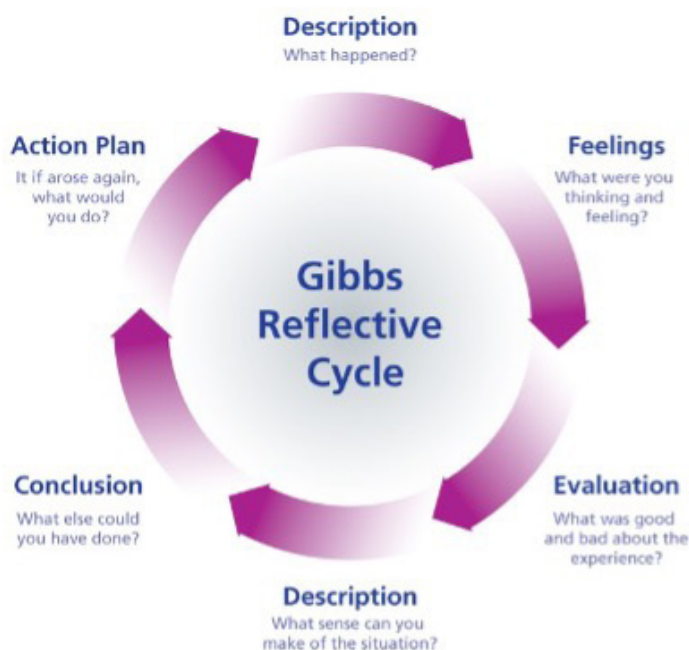 Description
What happened?
Feelings
What were you
thinking and
feeling?
Evaluation
What was good
and bad about the
experience?
Description
What sense can you
make of the situation?
Conclusion
What else could
you have done?
Action Plan
It if arose again,
what would
you do?
Gibbs
Reflective
Cycle